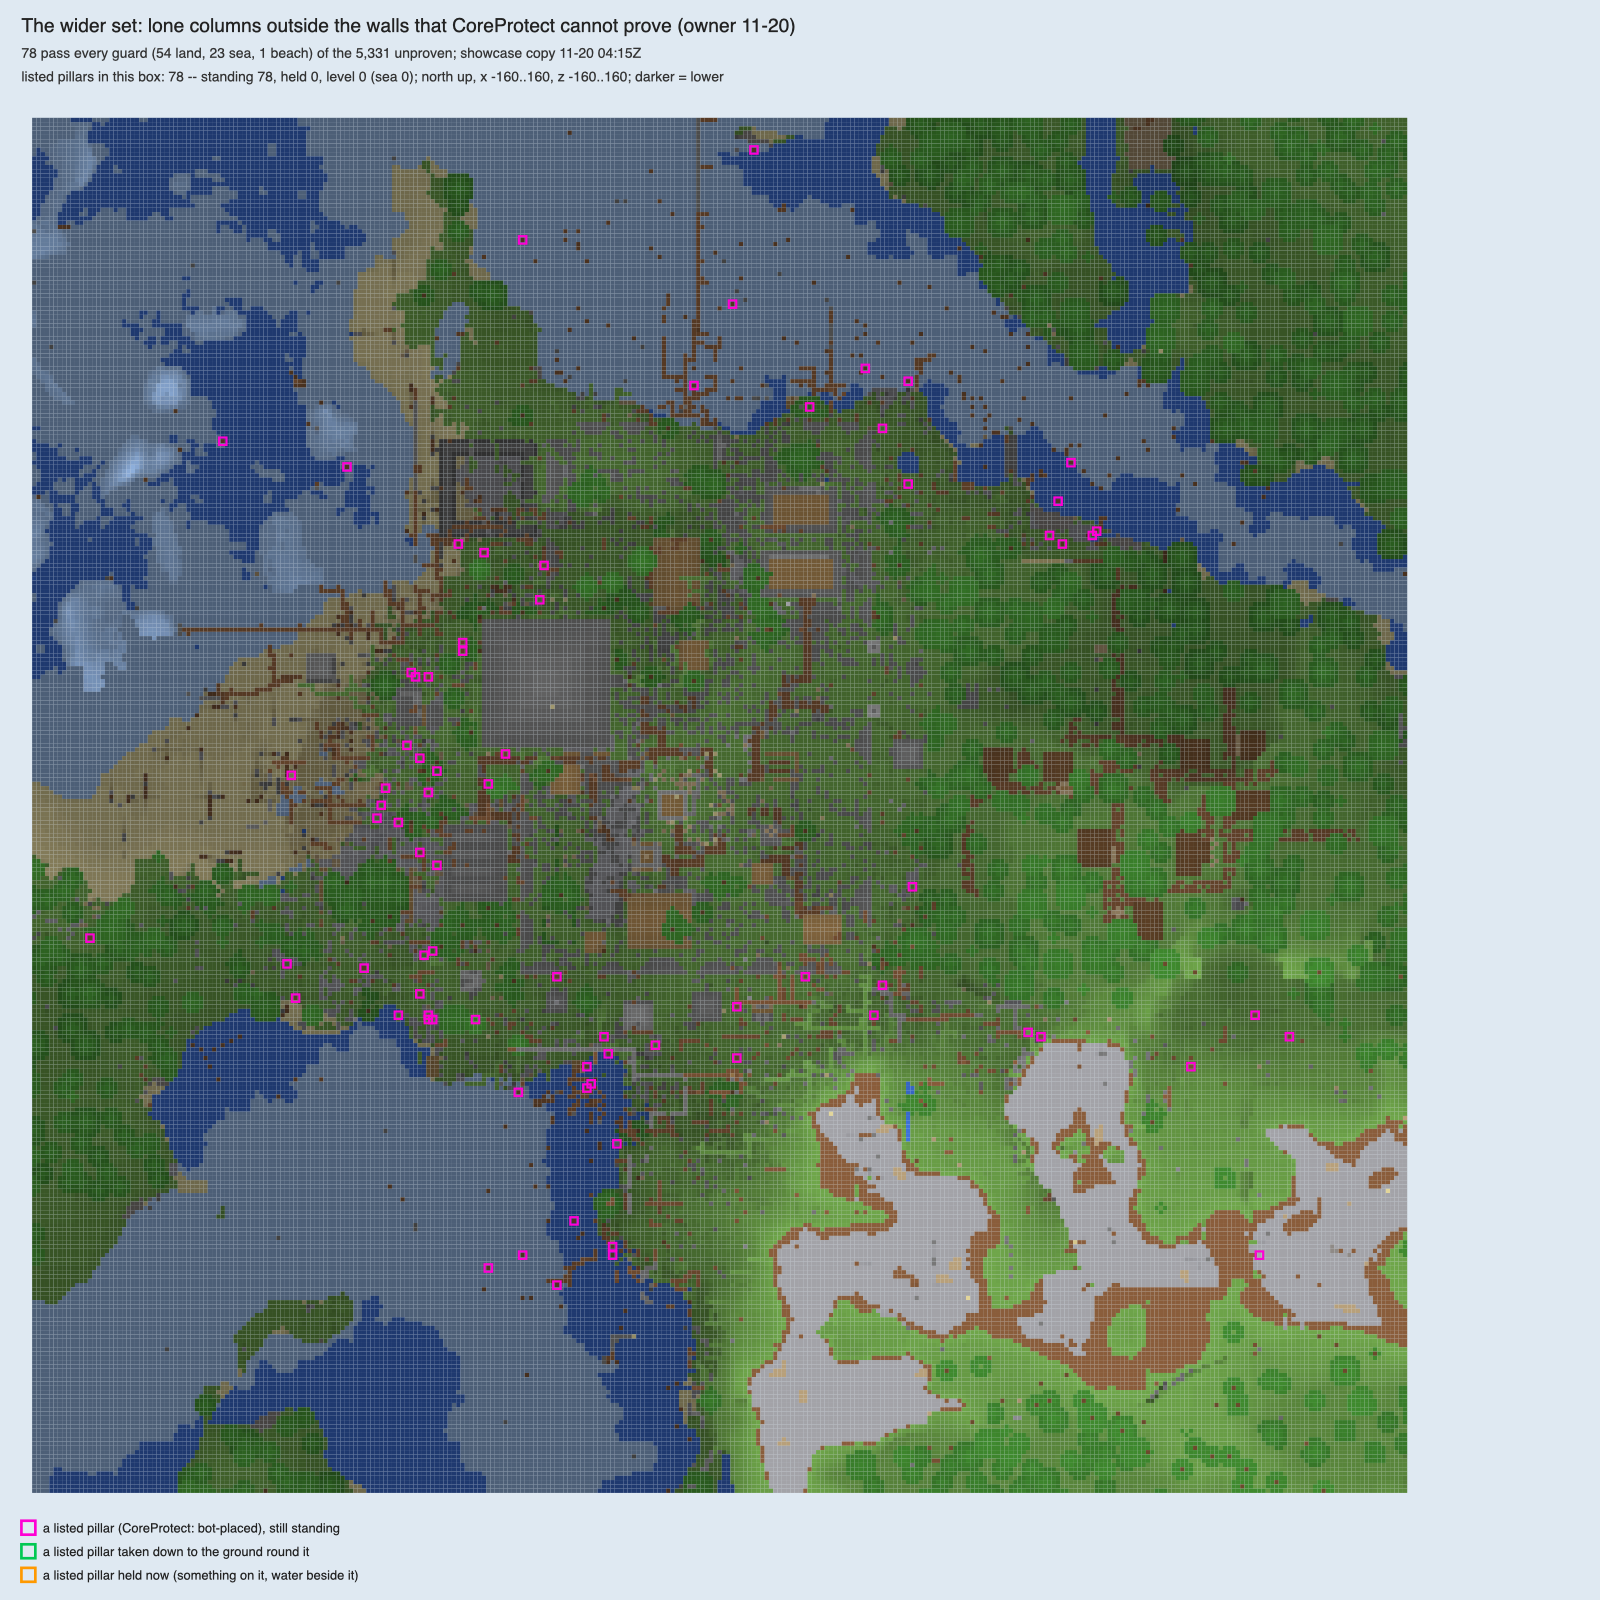 The wider set: lone columns outside the walls that CoreProtect cannot prove (owner 11-20)
78 pass every guard (54 land, 23 sea, 1 beach) of the 5,331 unproven; showcase copy 11-20 04:15Z
listed pillars in this box: 78 -- standing 78, held 0, level 0 (sea 0); north up, x -160..160, z -160..160; darker = lower
a listed pillar (CoreProtect: bot-placed), still standing
a listed pillar taken down to the ground round it
a listed pillar held now (something on it, water beside it)